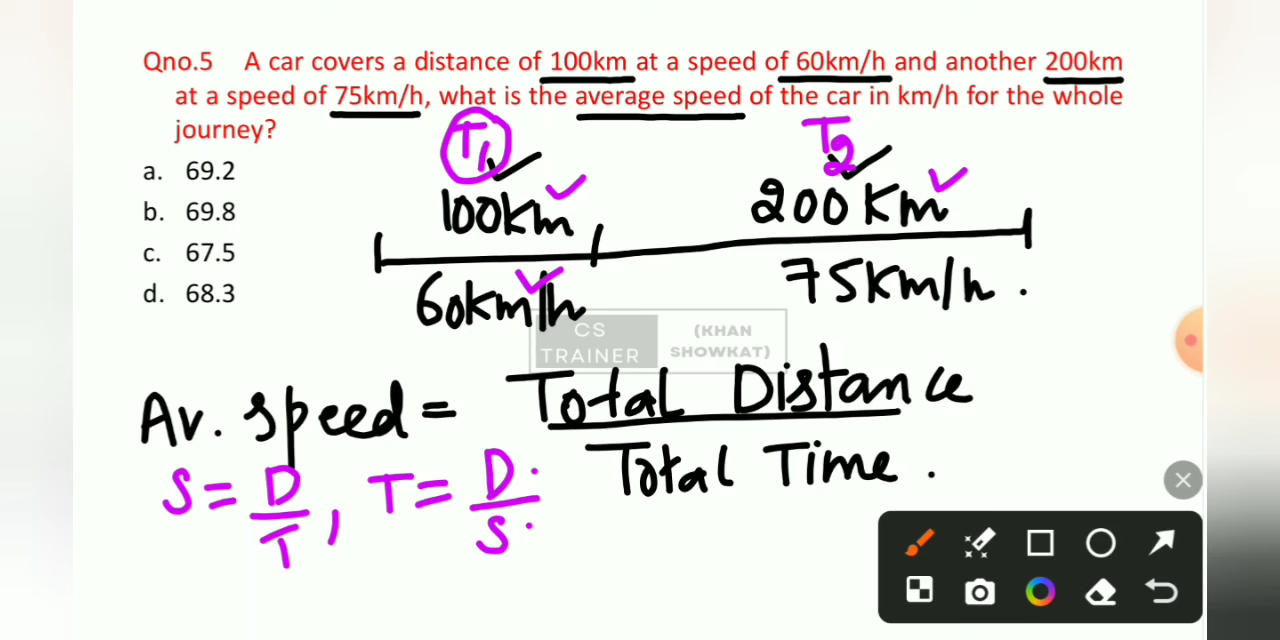 Qno.5 A car covers a distance of 100km at a speed of 60km/h and another 200km
at a speed of 75km/h, what is the average speed of the car in km/h for the whole
journey?
a. 69.2
b. 69.8
c. 67.5
d. 68.3
T1 T2
100km 200 Km
60km/h 75Km/h.
CS TRAINER (KHAN SHOWKAT)
Av. Speed = Total Distance
Total Time.
S = D/T, T = D/S